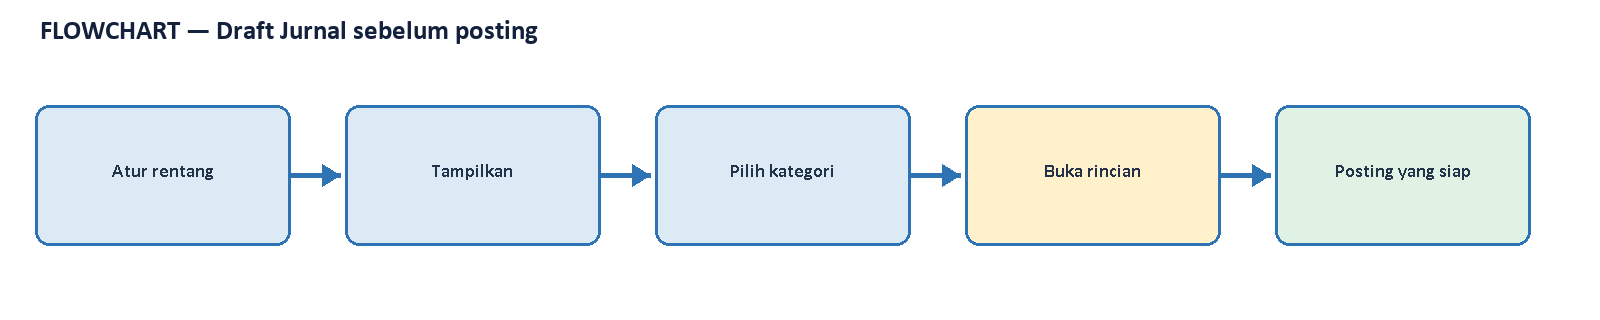 FLOWCHART — Draft Jurnal sebelum posting
Atur rentang
Tampilkan
Pilih kategori
Buka rincian
Posting yang siap